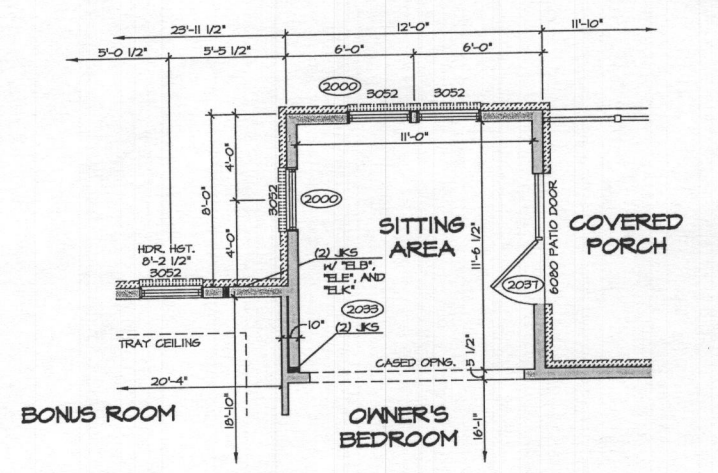 23'-11 1/2"
12'-0"
11'-10"
5'-0 1/2"
5'-5 1/2"
6'-0"
6'-0"
2000
3052
3052
11'-0"
4'-0"
8'-0"
3052
2000
4'-0"
SITTING
AREA
11'-6 1/2"
6080 PATIO DOOR
COVERED
PORCH
HDR. HGT.
8'-2 1/2"
3052
(2) JKS
W/ "ELB",
"ELE", AND
"ELK"
2037
2033
10"
(2) JKS
TRAY CEILING
CASED OPNG.
5 1/2"
20'-4"
18'-10"
16'-1"
BONUS ROOM
OWNER'S
BEDROOM